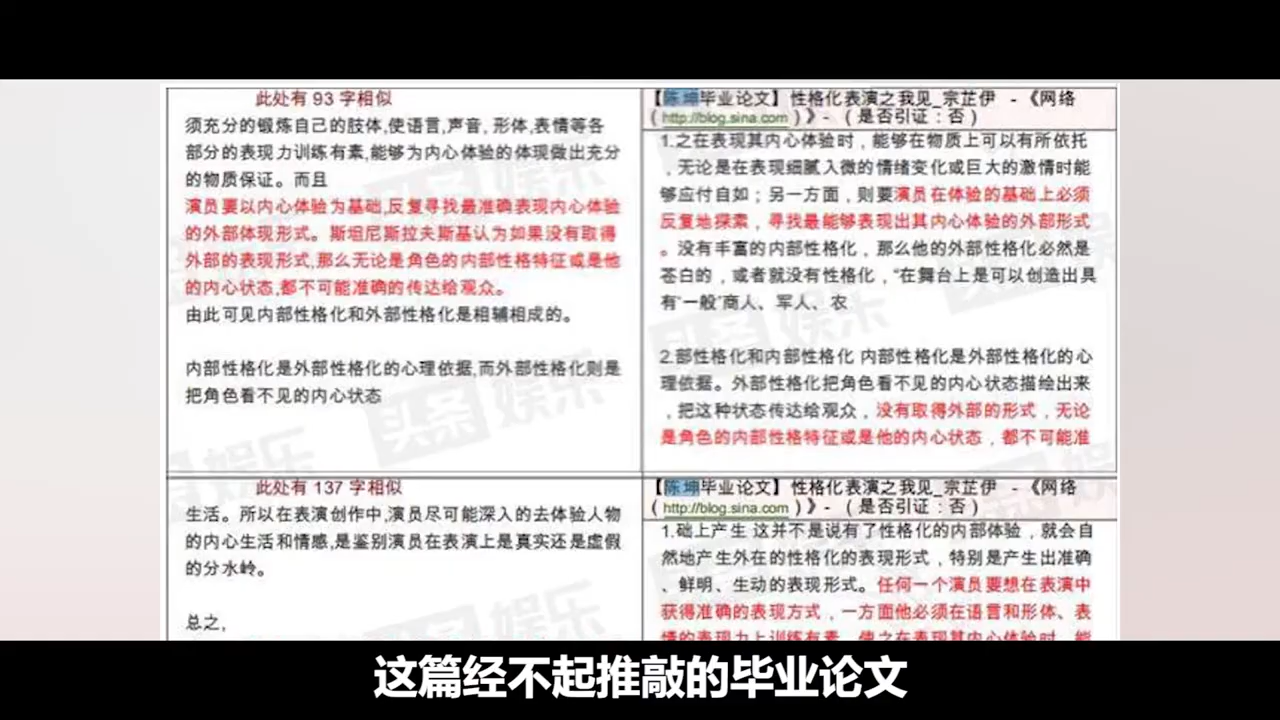 此处有 93 字相似
须充分的锻炼自己的肢体,使语言,声音, 形体,表情等各
部分的表现力训练有素,能够为内心体验的体现做出充分
的物质保证。而且
演员要以内心体验为基础,反复寻找最准确表现内心体验
的外部体现形式。斯坦尼斯拉夫斯基认为如果没有取得
外部的表现形式,那么无论是角色的内部性格特征或是他
的内心状态,都不可能准确的传达给观众。
由此可见内部性格化和外部性格化是相辅相成的。
内部性格化是外部性格化的心理依据,而外部性格化则是
把角色看不见的内心状态
【陈坤毕业论文】性格化表演之我见_宗芷伊 - 《网络
（http://blog.sina.com）》- （是否引证：否）
1.之在表现其内心体验时，能够在物质上可以有所依托
，无论是在表现细腻入微的情绪变化或巨大的激情时能
够应付自如；另一方面，则要演员在体验的基础上必须
反复地探素，寻找最能够表现出其内心体验的外部形式
。没有丰富的内部性格化，那么他的外部性格化必然是
苍白的，或者就没有性格化，“在舞台上是可以创造出具
有“一般”商人、军人、农
2.部性格化和内部性格化 内部性格化是外部性格化的心
理依据。外部性格化把角色看不见的内心状态描绘出来
，把这种状态传达给观众，没有取得外部的形式，无论
是角色的内部性格特征或是他的内心状态，都不可能准
此处有 137 字相似
生活。所以在表演创作中,演员尽可能深入的去体验人物
的内心生活和情感,是鉴别演员在表演上是真实还是虚假
的分水岭。
总之,
【陈坤毕业论文】性格化表演之我见_宗芷伊 - 《网络
（http://blog.sina.com）》- （是否引证：否）
1.础上产生 这并不是说有了性格化的内部体验，就会自
然地产生外在的性格化的表现形式，特别是产生出准确
、鲜明、生动的表现形式。任何一个演员要想在表演中
获得准确的表现方式，一方面他必须在语言和形体、表
情的表现力上训练有素，使之在表现其内心体验时，能
头条娱乐
这篇经不起推敲的毕业论文